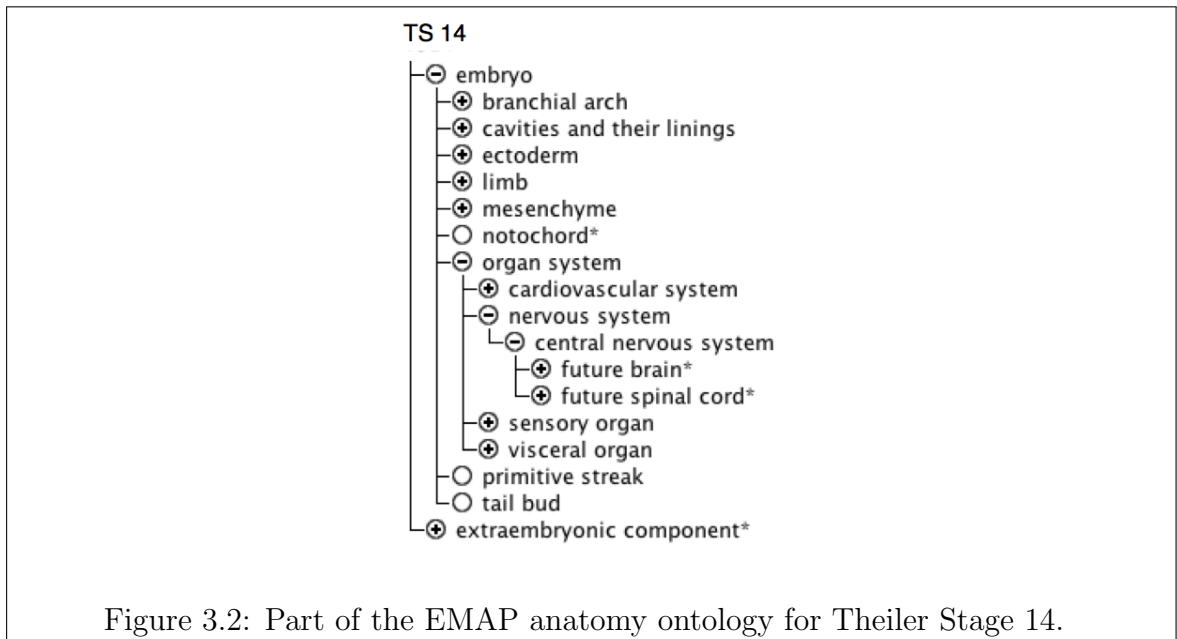 TS 14
embryo
branchial arch
cavities and their linings
ectoderm
limb
mesenchyme
notochord*
organ system
cardiovascular system
nervous system
central nervous system
future brain*
future spinal cord*
sensory organ
visceral organ
primitive streak
tail bud
extraembryonic component*
Figure 3.2: Part of the EMAP anatomy ontology for Theiler Stage 14.